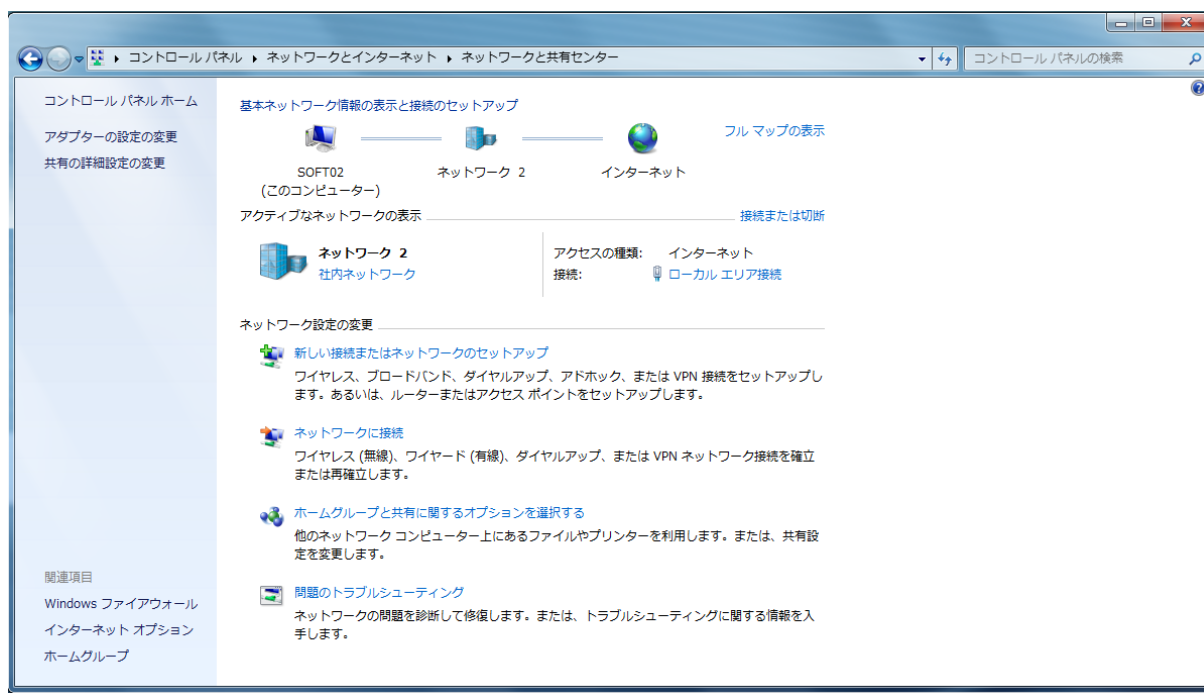 コントロール パネル ▸ ネットワークとインターネット ▸ ネットワークと共有センター
コントロール パネルの検索
コントロール パネル ホーム
アダプターの設定の変更
共有の詳細設定の変更
基本ネットワーク情報の表示と接続のセットアップ
フル マップの表示
SOFT02
(このコンピューター)
ネットワーク 2
インターネット
アクティブなネットワークの表示
接続または切断
ネットワーク 2
社内ネットワーク
アクセスの種類: インターネット
接続: ローカル エリア接続
ネットワーク設定の変更
新しい接続またはネットワークのセットアップ
ワイヤレス、ブロードバンド、ダイヤルアップ、アドホック、または VPN 接続をセットアップし
ます。あるいは、ルーターまたはアクセス ポイントをセットアップします。
ネットワークに接続
ワイヤレス (無線)、ワイヤード (有線)、ダイヤルアップ、または VPN ネットワーク接続を確立
または再確立します。
ホームグループと共有に関するオプションを選択する
他のネットワーク コンピューター上にあるファイルやプリンターを利用します。または、共有設
定を変更します。
問題のトラブルシューティング
ネットワークの問題を診断して修復します。または、トラブルシューティングに関する情報を入
手します。
関連項目
Windows ファイアウォール
インターネット オプション
ホームグループ